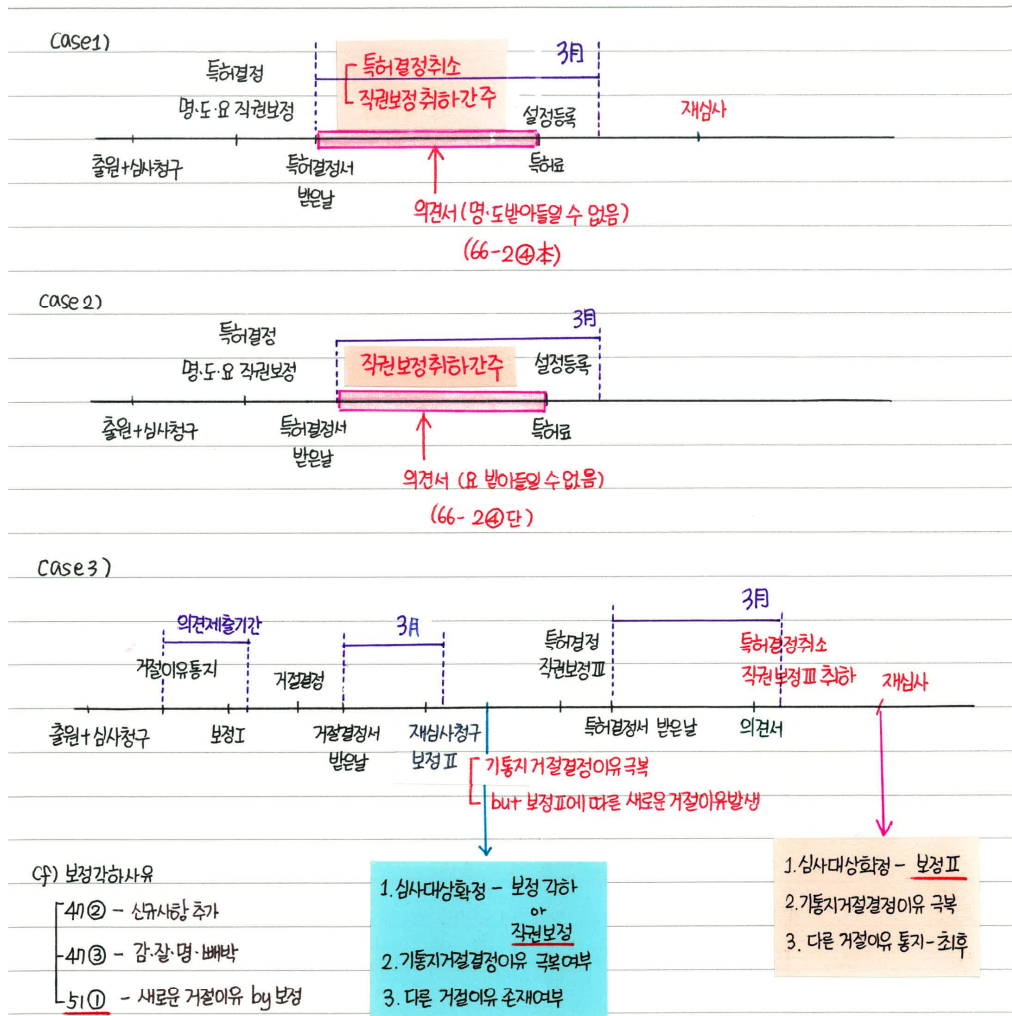 Case1)
3月
특허결정취소
특허결정
직권보정취하간주
명·도·요 직권보정
설정등록
재심사
출원+심사청구
특허결정서
받은날
특허료
의견서 (명·도받아들일 수 없음)
(66-2④本)
Case 2)
3月
특허결정
명·도·요 직권보정
직권보정취하간주
설정등록
출원+심사청구
특허결정서
받은날
특허료
의견서 (요 받아들일 수 없음)
(66-2④단)
Case3)
의견제출기간
3月
3月
거절이유통지
거절결정
특허결정
직권보정Ⅲ
특허결정취소
직권보정Ⅲ 취하
재심사
출원+심사청구
보정Ⅰ
거절결정서
받은날
재심사청구
보정Ⅱ
특허결정서 받은날
의견서
기통지거절결정이유극복
but 보정Ⅱ에 따른 새로운거절이유발생
cf) 보정각하사유
47② - 신규사항 추가
47③ - 감·잘·명·빼박
51① - 새로운 거절이유 by 보정
1. 심사대상확정 - 보정각하
or
직권보정
2. 기통지거절결정이유 극복여부
3. 다른 거절이유 존재여부
1. 심사대상확정 - 보정Ⅱ
2. 기통지거절결정이유 극복
3. 다른 거절이유 통지-최후